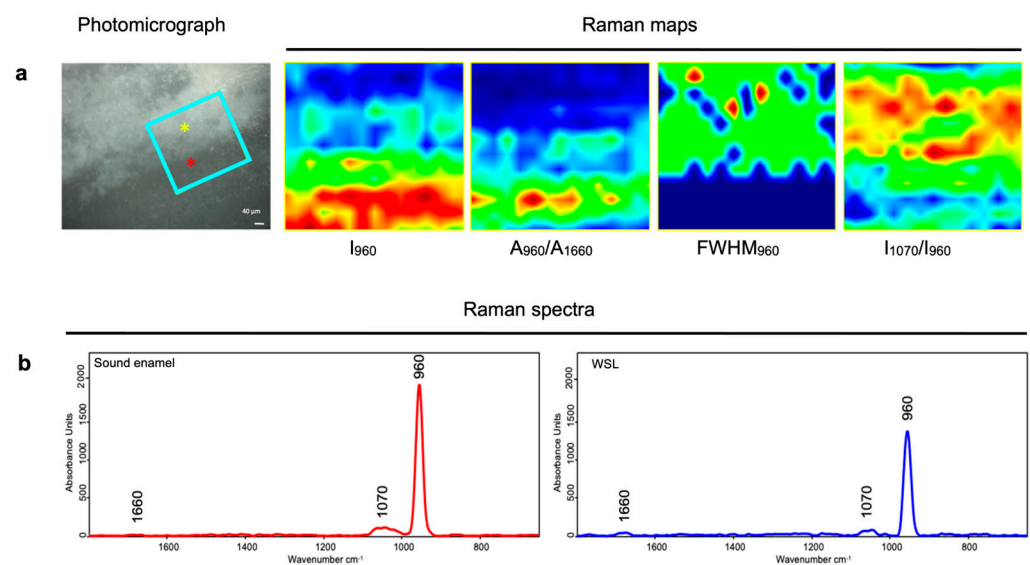 Photomicrograph
Raman maps
a
*
*
40 µm
I960
A960/A1660
FWHM960
I1070/I960
Raman spectra
b
Sound enamel
960
1070
1660
2000
1500
1000
500
0
Absorbance Units
1600
1400
1200
1000
800
Wavenumber cm-1
WSL
960
1070
1660
2000
1500
1000
500
0
Absorbance Units
1600
1400
1200
1000
800
Wavenumber cm-1